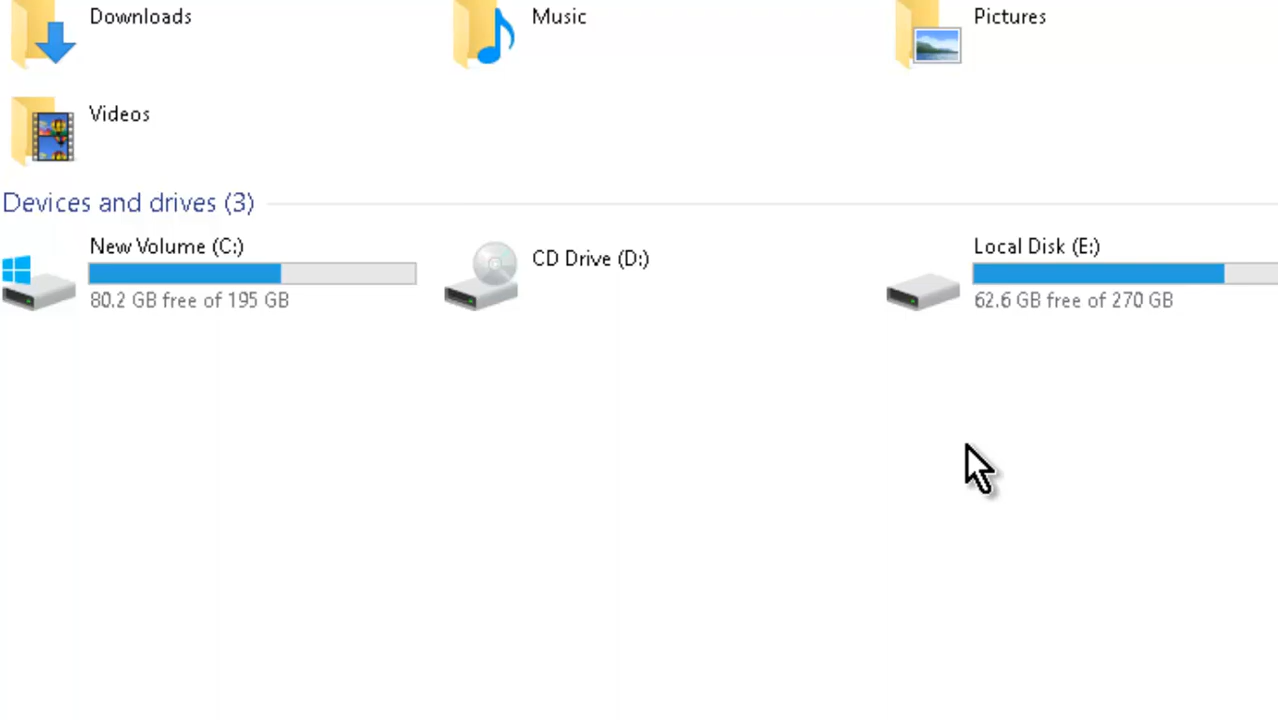 Downloads
Music
Pictures
Videos
Devices and drives (3)
New Volume (C:)
80.2 GB free of 195 GB
CD Drive (D:)
Local Disk (E:)
62.6 GB free of 270 GB